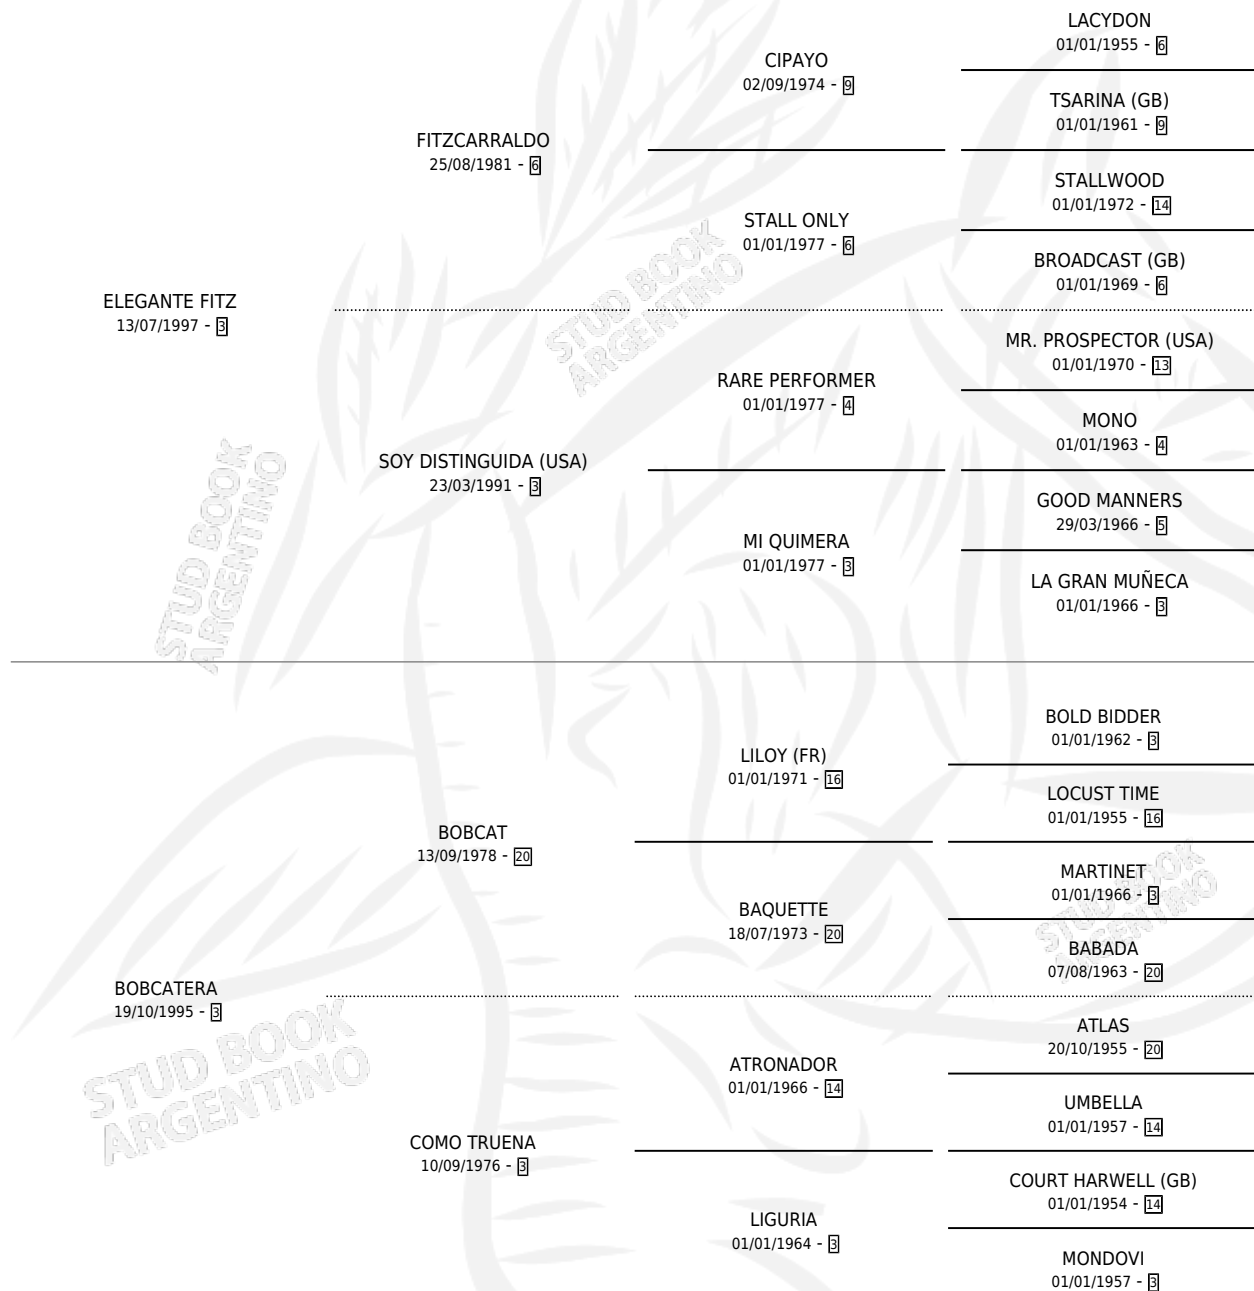 LACYDON
01/01/1955 - 6
CIPAYO
02/09/1974 - 9
TSARINA (GB)
01/01/1961 - 9
FITZCARRALDO
25/08/1981 - 6
STALLWOOD
01/01/1972 - 14
STALL ONLY
01/01/1977 - 6
BROADCAST (GB)
01/01/1969 - 6
ELEGANTE FITZ
13/07/1997 - 3
STUD BOOK
ARGENTINO
MR. PROSPECTOR (USA)
01/01/1970 - 13
RARE PERFORMER
01/01/1977 - 4
MONO
01/01/1963 - 4
SOY DISTINGUIDA (USA)
23/03/1991 - 3
GOOD MANNERS
29/03/1966 - 5
MI QUIMERA
01/01/1977 - 3
LA GRAN MUÑECA
01/01/1966 - 3
STUD BOOK
ARGENTINO
BOLD BIDDER
01/01/1962 - 3
LILOY (FR)
01/01/1971 - 16
LOCUST TIME
01/01/1955 - 16
BOBCAT
13/09/1978 - 20
MARTINET
01/01/1966 - 3
BAQUETTE
18/07/1973 - 20
BABADA
07/08/1963 - 20
STUD BOOK
ARGENTINO
BOBCATERA
19/10/1995 - 3
ATLAS
20/10/1955 - 20
ATRONADOR
01/01/1966 - 14
UMBELLA
01/01/1957 - 14
STUD BOOK
ARGENTINO
COMO TRUENA
10/09/1976 - 3
COURT HARWELL (GB)
01/01/1954 - 14
LIGURIA
01/01/1964 - 3
MONDOVI
01/01/1957 - 3